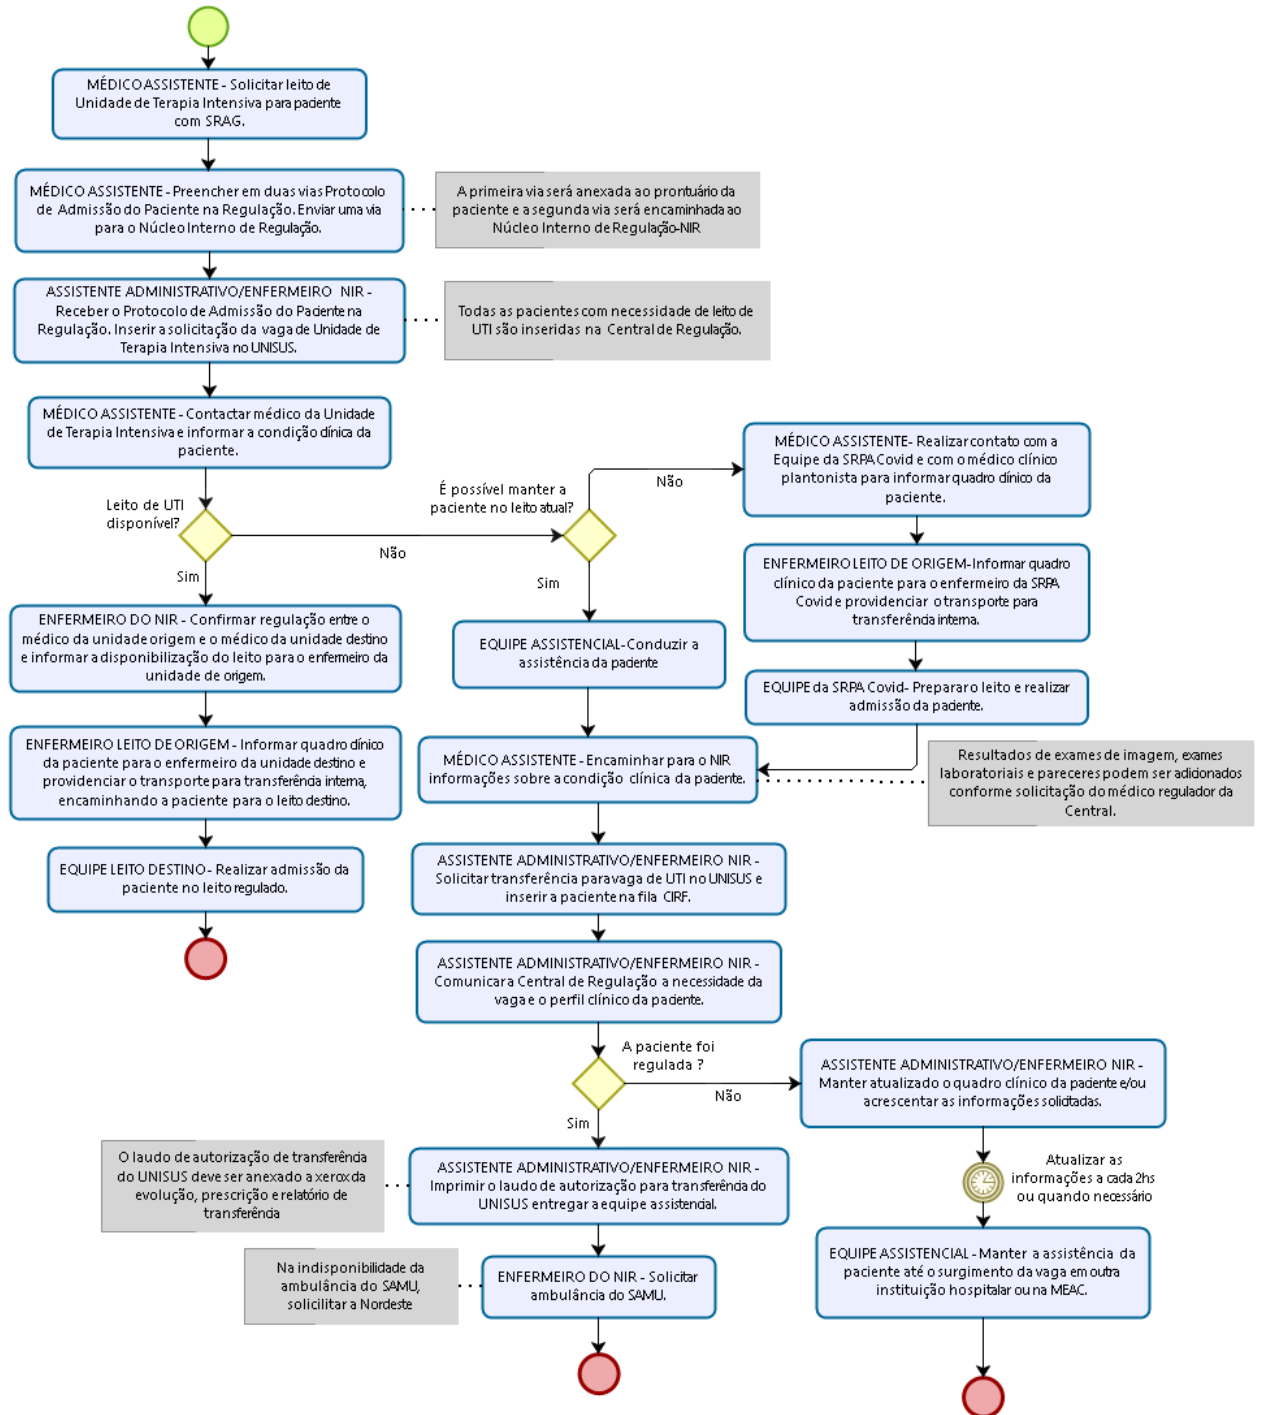 MÉDICO ASSISTENTE - Solicitar leito de
Unidade de Terapia Intensiva para paciente
com SRAG.
MÉDICO ASSISTENTE - Preencher em duas vias Protocolo
de Admissão do Paciente na Regulação. Enviar uma via
para o Núcleo Interno de Regulação.
A primeira via será anexada ao prontuário da
paciente e a segunda via será encaminhada ao
Núcleo Interno de Regulação-NIR
ASSISTENTE ADMINISTRATIVO/ENFERMEIRO NIR -
Receber o Protocolo de Admissão do Paciente na
Regulação. Inserir a solicitação da vaga de Unidade de
Terapia Intensiva no UNISUS.
Todas as pacientes com necessidade de leito de
UTI são inseridas na Central de Regulação.
MÉDICO ASSISTENTE - Contactar médico da Unidade
de Terapia Intensiva e informar a condição clínica da
paciente.
Leito de UTI
disponível?
Não
Sim
É possível manter a
paciente no leito atual?
Não
Sim
MÉDICO ASSISTENTE- Realizar contato com a
Equipe da SRPA Covid e com o médico clínico
plantonista para informar quadro clínico da
paciente.
ENFERMEIRO LEITO DE ORIGEM-Informar quadro
clínico da paciente para o enfermeiro da SRPA
Covid e providenciar o transporte para
transferência interna.
EQUIPE da SRPA Covid- Preparar o leito e realizar
admissão da paciente.
ENFERMEIRO DO NIR - Confirmar regulação entre o
médico da unidade origem e o médico da unidade destino
e informar a disponibilização do leito para o enfermeiro da
unidade de origem.
ENFERMEIRO LEITO DE ORIGEM - Informar quadro clínico
da paciente para o enfermeiro da unidade destino e
providenciar o transporte para transferência interna,
encaminhando a paciente para o leito destino.
EQUIPE LEITO DESTINO- Realizar admissão da
paciente no leito regulado.
EQUIPE ASSISTENCIAL-Conduzir a
assistência da paciente
MÉDICO ASSISTENTE - Encaminhar para o NIR
informações sobre a condição clínica da paciente.
Resultados de exames de imagem, exames
laboratoriais e pareceres podem ser adicionados
conforme solicitação do médico regulador da
Central.
ASSISTENTE ADMINISTRATIVO/ENFERMEIRO NIR -
Solicitar transferência para vaga de UTI no UNISUS e
inserir a paciente na fila CIRF.
ASSISTENTE ADMINISTRATIVO/ENFERMEIRO NIR -
Comunicar a Central de Regulação a necessidade da
vaga e o perfil clínico da paciente.
A paciente foi
regulada ?
Não
Sim
ASSISTENTE ADMINISTRATIVO/ENFERMEIRO NIR -
Manter atualizado o quadro clínico da paciente e/ou
acrescentar as informações solicitadas.
Atualizar as
informações a cada 2hs
ou quando necessário
EQUIPE ASSISTENCIAL - Manter a assistência da
paciente até o surgimento da vaga em outra
instituição hospitalar ou na MEAC.
O laudo de autorização de transferência
do UNISUS deve ser anexado a xerox da
evolução, prescrição e relatório de
transferência
ASSISTENTE ADMINISTRATIVO/ENFERMEIRO NIR -
Imprimir o laudo de autorização para transferência do
UNISUS entregar a equipe assistencial.
Na indisponibilidade da
ambulância do SAMU,
solicilitar a Nordeste
ENFERMEIRO DO NIR - Solicitar
ambulância do SAMU.